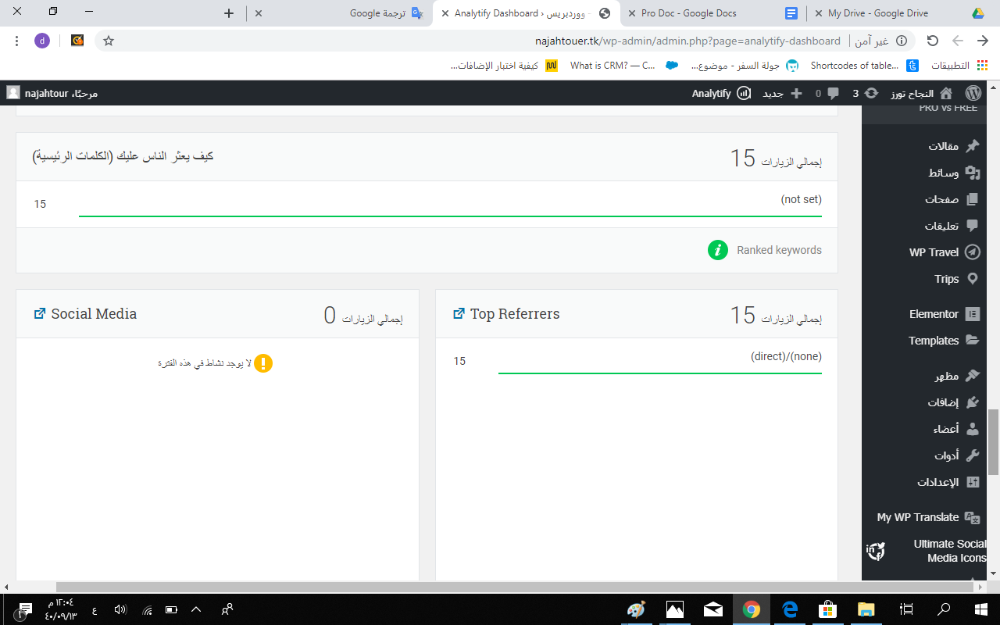 ترجمة Google
Analytify Dashboard ‹ ووردبريس
Pro Doc - Google Docs
My Drive - Google Drive
d
najahtouer.tk/wp-admin/admin.php?page=analytify-dashboard
غير آمن
التطبيقات
Shortcodes of table...
جولة السفر - موضوع...
What is CRM? — C...
كيفية اختبار الإضافات...
النجاح تورز
3
0
جديد
Analytify
مرحبًا، najahtour
PRO vs FREE
مقالات
وسائط
صفحات
تعليقات
WP Travel
Trips
Elementor
Templates
مظهر
إضافات
أعضاء
أدوات
الإعدادات
My WP Translate
Ultimate Social
Media Icons
كيف يعثر الناس عليك (الكلمات الرئيسية)
إجمالي الزيارات 15
(not set)
15
Ranked keywords
Top Referrers
إجمالي الزيارات 15
(direct)/(none)
15
Social Media
إجمالي الزيارات 0
لا يوجد نشاط في هذه الفترة
١٢:٠٤ م
٤٠/٠٩/١٣
ع
١